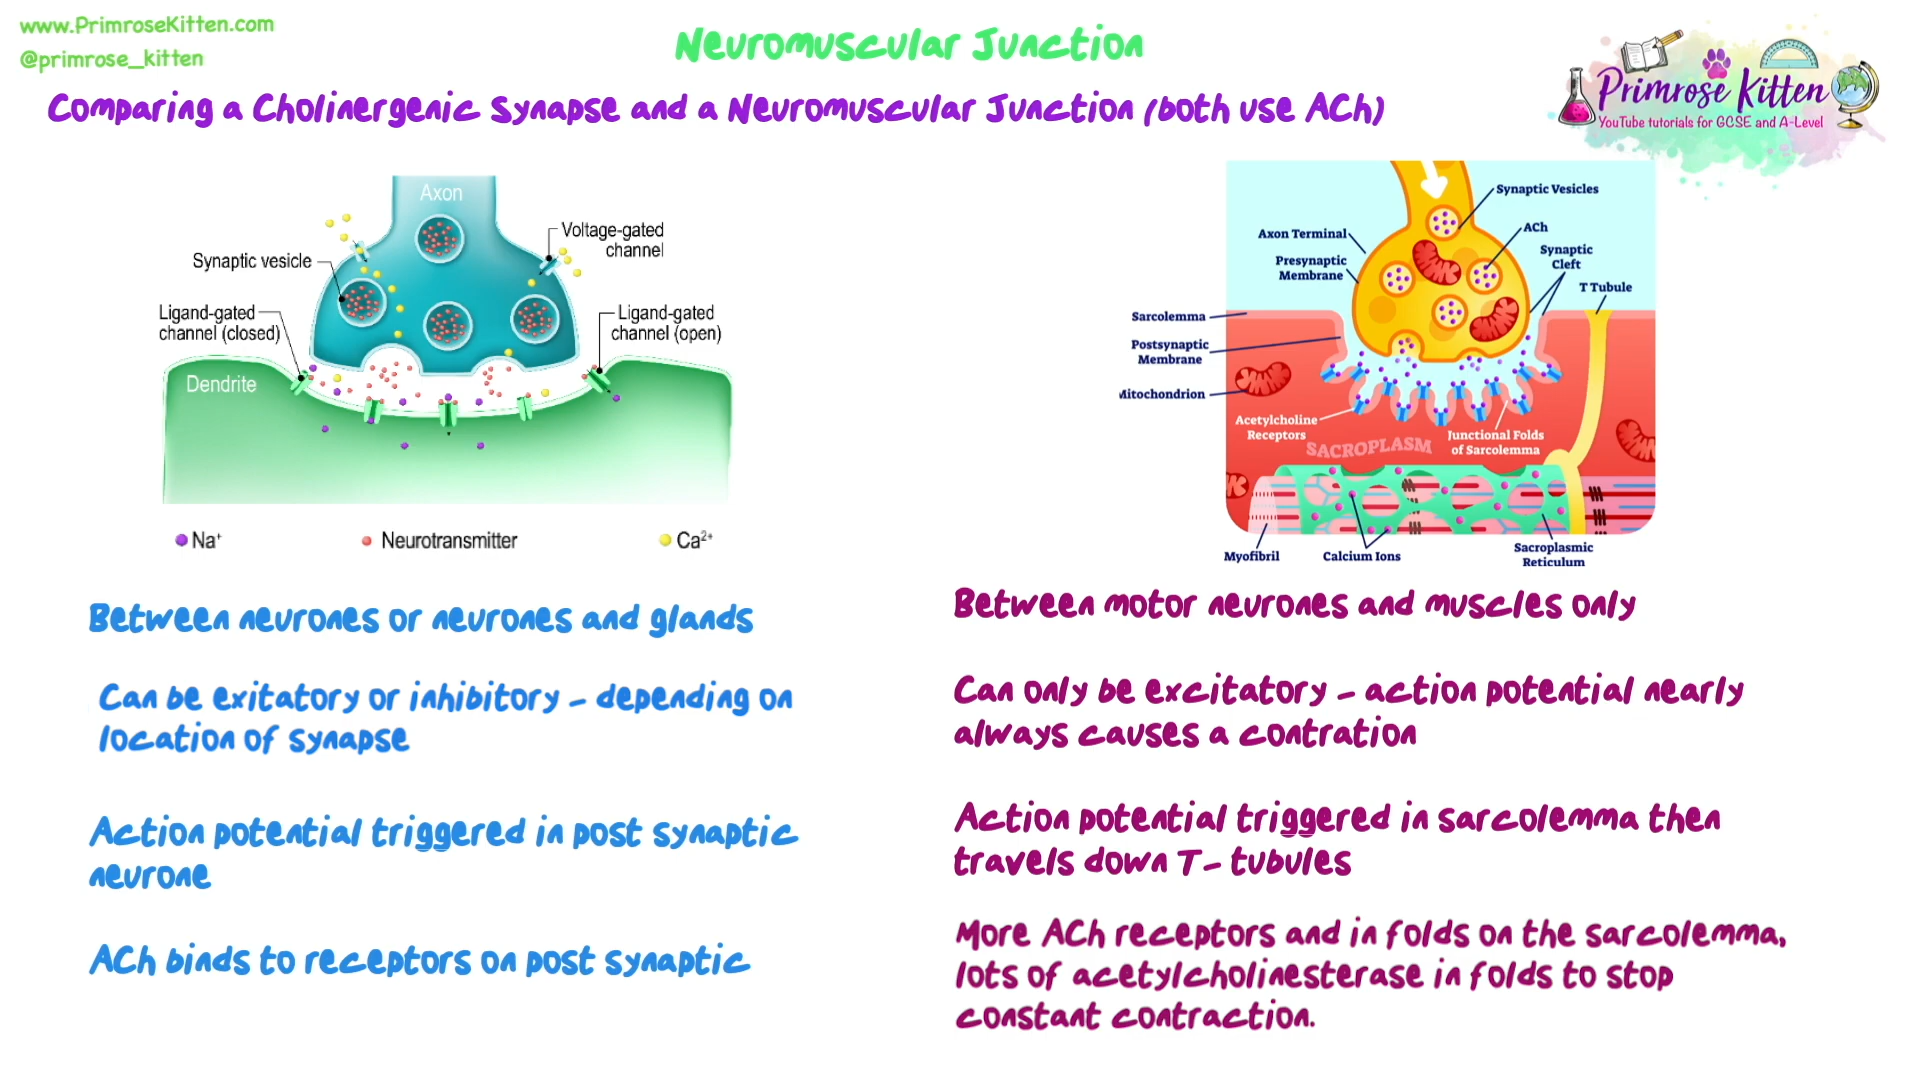 www.PrimroseKitten.com
@primrose_kitten
Neuromuscular Junction
Primrose Kitten
YouTube tutorials for GCSE and A-Level
Comparing a Cholinergenic Synapse and a Neuromuscular Junction (both use ACh)
Axon
Voltage-gated
channel
Synaptic vesicle
Ligand-gated
channel (closed)
Ligand-gated
channel (open)
Dendrite
Na⁺
Neurotransmitter
Ca²⁺
Synaptic Vesicles
ACh
Axon Terminal
Synaptic
Cleft
Presynaptic
Membrane
T Tubule
Sarcolemma
Postsynaptic
Membrane
Mitochondrion
Acetylcholine
Receptors
SACROPLASM
Junctional Folds
of Sarcolemma
Myofibril
Calcium Ions
Sacroplasmic
Reticulum
Between neurones or neurones and glands
Can be exitatory or inhibitory - depending on
location of synapse
Action potential triggered in post synaptic
neurone
ACh binds to receptors on post synaptic
Between motor neurones and muscles only
Can only be excitatory - action potential nearly
always causes a contration
Action potential triggered in sarcolemma then
travels down T- tubules
More ACh receptors and in folds on the sarcolemma,
lots of acetylcholinesterase in folds to stop
constant contraction.